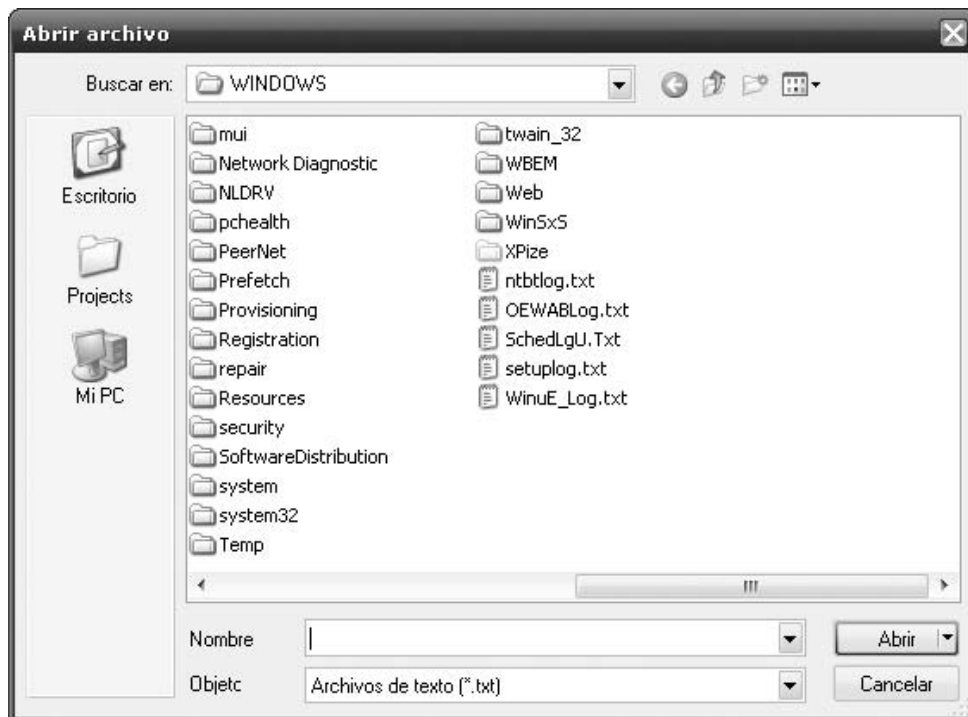 Abrir archivo
Buscar en: WINDOWS
Escritorio
Projects
Mi PC
mui
Network Diagnostic
NLDRV
pchealth
PeerNet
Prefetch
Provisioning
Registration
repair
Resources
security
SoftwareDistribution
system
system32
Temp
twain_32
WBEM
Web
WinSxS
XPize
ntbtlog.txt
OEWABLog.txt
SchedLgU.Txt
setuplog.txt
WinuE_Log.txt
Nombre
Abrir
Objetc Archivos de texto (*.txt)
Cancelar